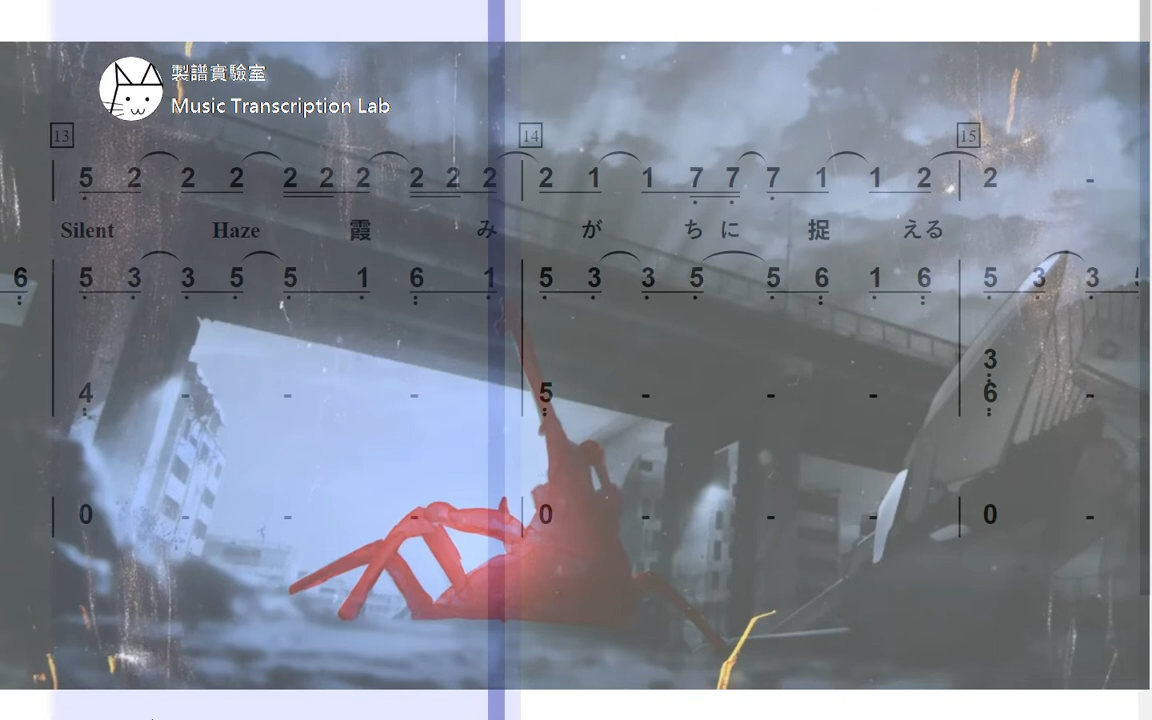 製譜實驗室
Music Transcription Lab
13 14 15
5 2 2 2 2 2 2 2 2 2 2 1 1 7 7 7 1 1 2 2 -
Silent Haze 霞 み が ち に 捉 える
6 5 3 3 5 5 1 6 1 5 3 3 5 5 6 1 6 5 3 3
3
4 - - - 5 - - - 6 -
0 - - - 0 - - - 0 -